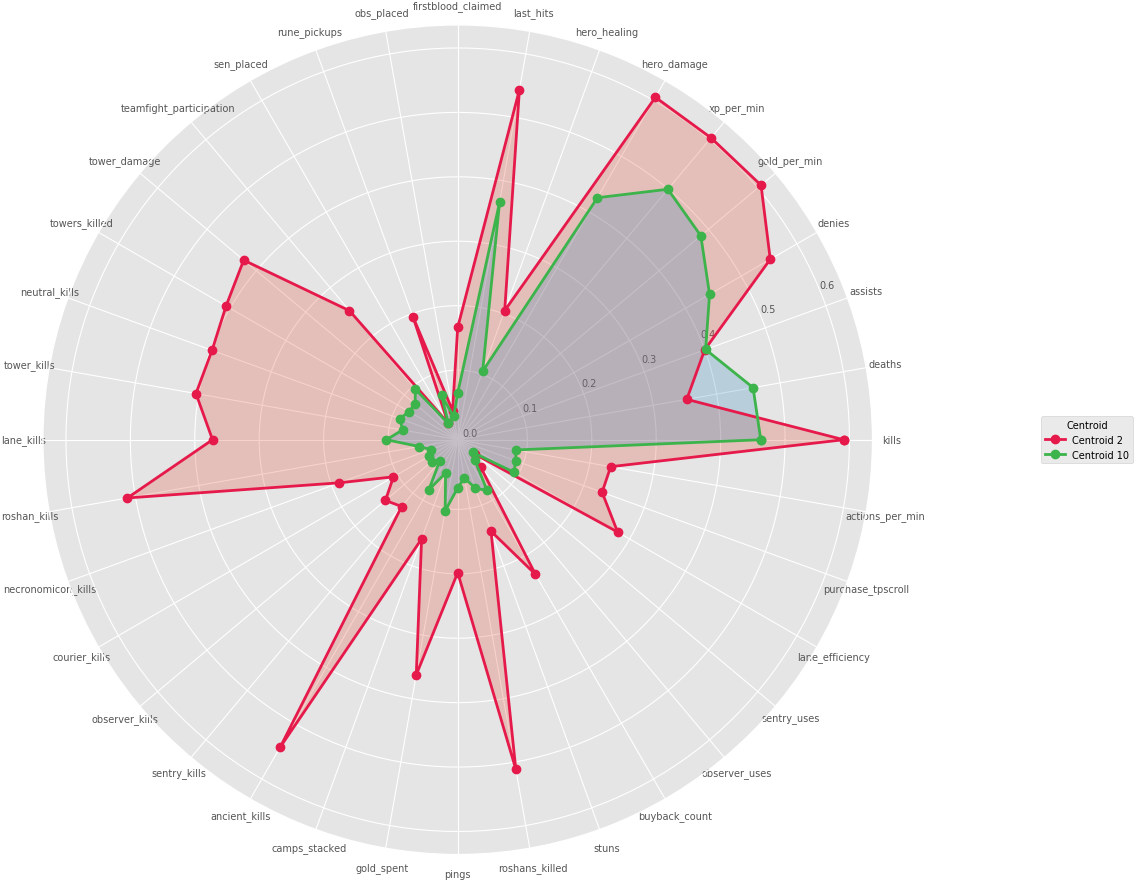 firstblood_claimed
obs_placed
last_hits
rune_pickups
hero_healing
sen_placed
hero_damage
teamfight_participation
xp_per_min
tower_damage
gold_per_min
towers_killed
denies
neutral_kills
assists
0.6
0.5
0.4
0.3
0.2
0.1
0.0
tower_kills
deaths
lane_kills
kills
Centroid
Centroid 2
Centroid 10
roshan_kills
actions_per_min
necronomicon_kills
purchase_tpscroll
courier_kills
lane_efficiency
observer_kills
sentry_uses
sentry_kills
observer_uses
ancient_kills
buyback_count
camps_stacked
stuns
gold_spent
roshans_killed
pings